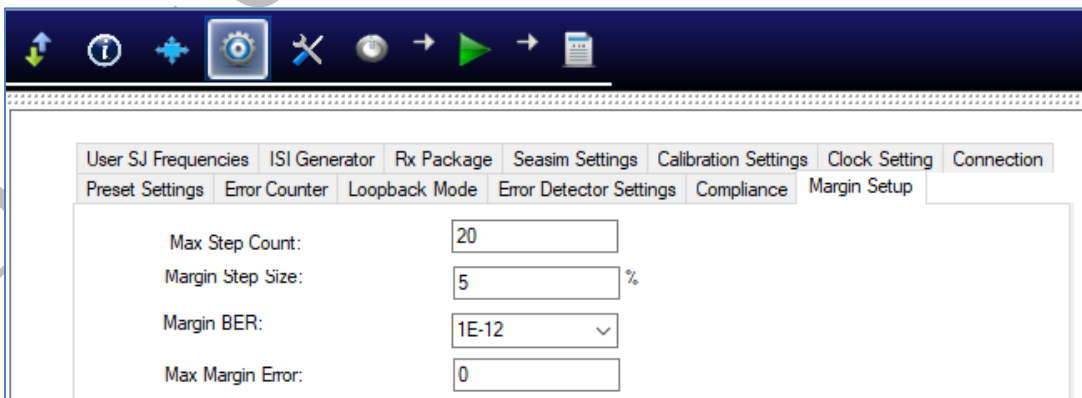 User SJ Frequencies ISI Generator Rx Package Seasim Settings Calibration Settings Clock Setting Connection
Preset Settings Error Counter Loopback Mode Error Detector Settings Compliance Margin Setup
Max Step Count: 20
Margin Step Size: 5 %
Margin BER: 1E-12
Max Margin Error: 0